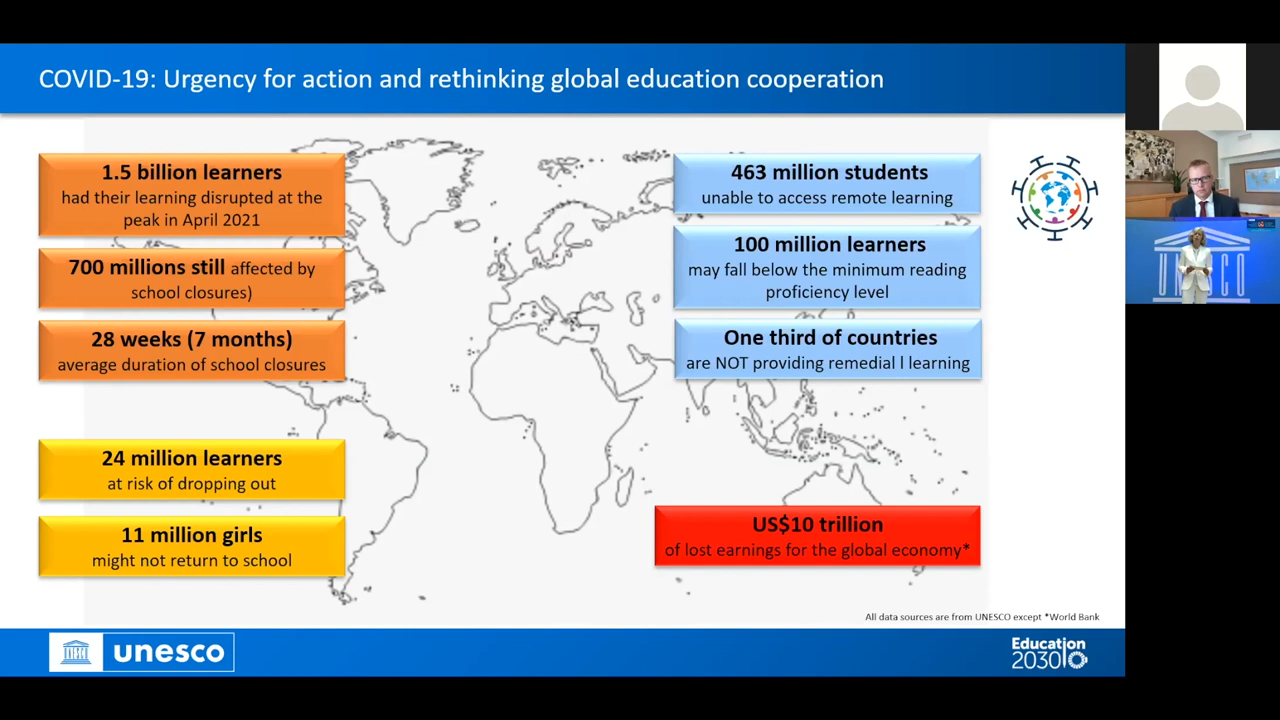 COVID-19: Urgency for action and rethinking global education cooperation
1.5 billion learners
had their learning disrupted at the
peak in April 2021
700 millions still affected by
school closures)
28 weeks (7 months)
average duration of school closures
24 million learners
at risk of dropping out
11 million girls
might not return to school
463 million students
unable to access remote learning
100 million learners
may fall below the minimum reading
proficiency level
One third of countries
are NOT providing remedial l learning
US$10 trillion
of lost earnings for the global economy*
All data sources are from UNESCO except *World Bank
unesco
Education
2030
UNESCO